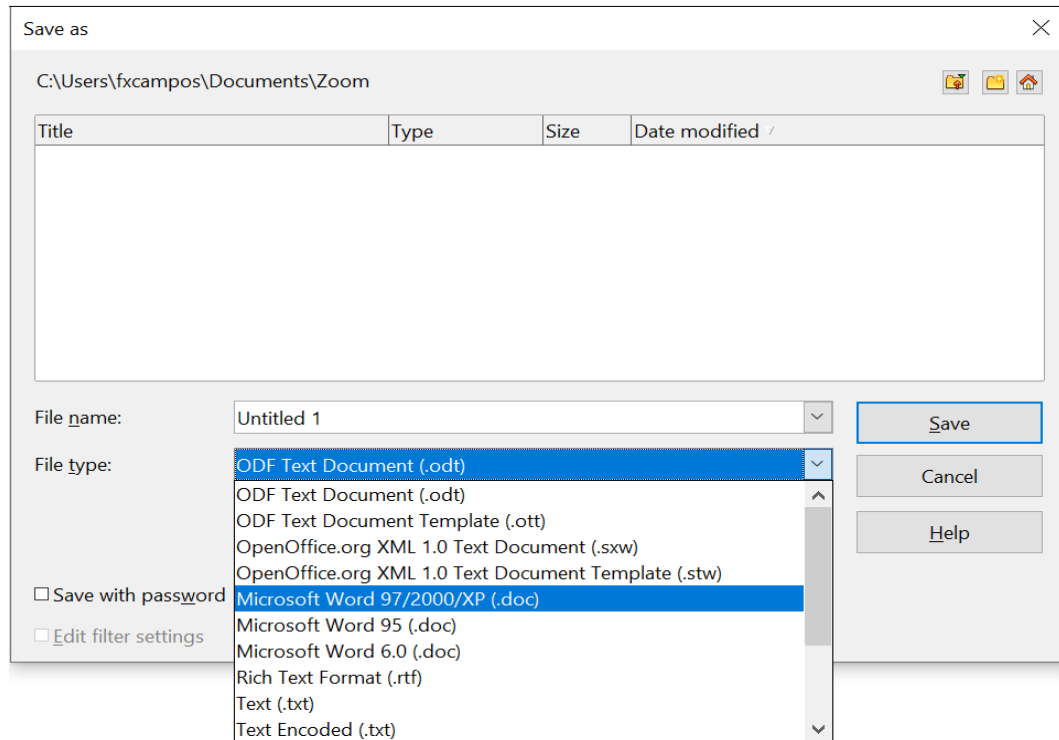 Save as
C:\Users\fxcampos\Documents\Zoom
Title Type Size Date modified
File name: Untitled 1 Save
File type: ODF Text Document (.odt) Cancel
ODF Text Document (.odt)
ODF Text Document Template (.ott)
Help
OpenOffice.org XML 1.0 Text Document (.sxw)
OpenOffice.org XML 1.0 Text Document Template (.stw)
Save with password Microsoft Word 97/2000/XP (.doc)
Microsoft Word 95 (.doc)
Edit filter settings
Microsoft Word 6.0 (.doc)
Rich Text Format (.rtf)
Text (.txt)
Text Encoded (.txt)